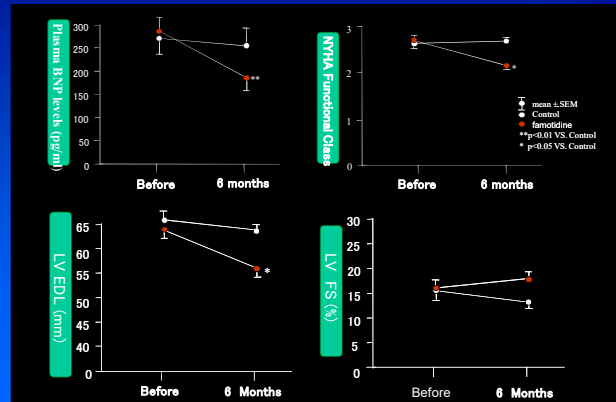 Plasma BNP levels (pg/ml)
300
250
200
150
100
50
0
**
Before
6 months
NYHA Functional Class
3
2
1
0
*
mean ±SEM
Control
famotidine
**p<0.01 VS. Control
* p<0.05 VS. Control
Before
6 months
LV EDL (mm)
65
60
55
50
45
40
0
*
Before
6 Months
LV FS (%)
30
25
20
15
10
5
0
Before
6 Months